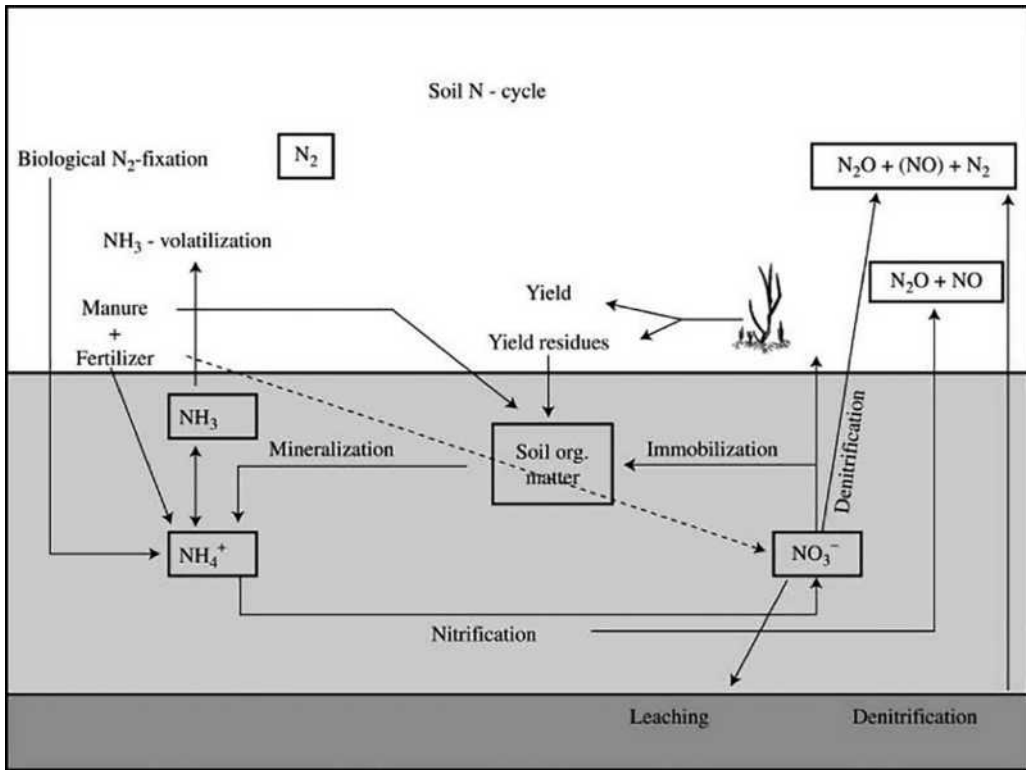 Soil N - cycle
Biological N₂-fixation
N₂
N₂O + (NO) + N₂
NH₃ - volatilization
N₂O + NO
Manure
+
Fertilizer
Yield
Yield residues
NH₃
Mineralization
Soil org.
matter
Immobilization
Denitrification
NH₄⁺
NO₃⁻
Nitrification
Leaching
Denitrification